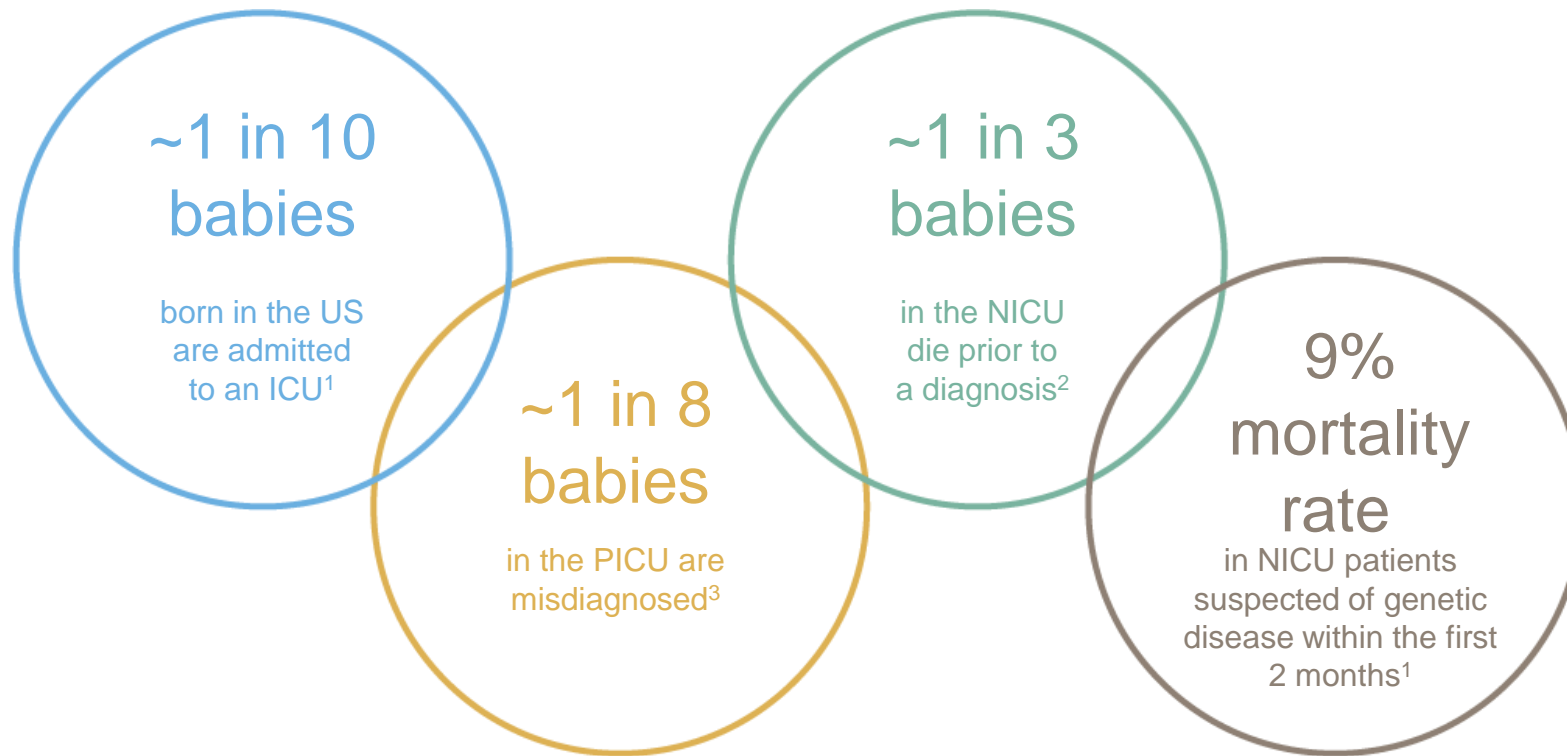 ~1 in 10
babies
born in the US
are admitted
to an ICU¹
~1 in 8
babies
in the PICU are
misdiagnosed³
~1 in 3
babies
in the NICU
die prior to
a diagnosis²
9%
mortality
rate
in NICU patients
suspected of genetic
disease within the first
2 months¹